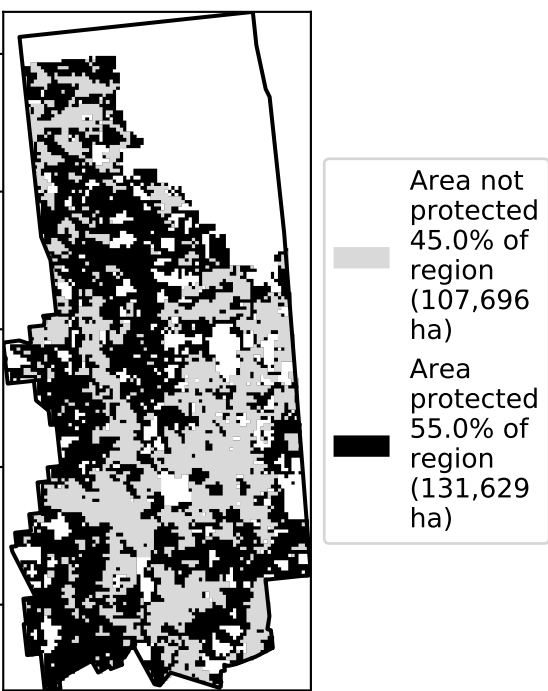 Area not
protected
45.0% of
region
(107,696
ha)
Area
protected
55.0% of
region
(131,629
ha)